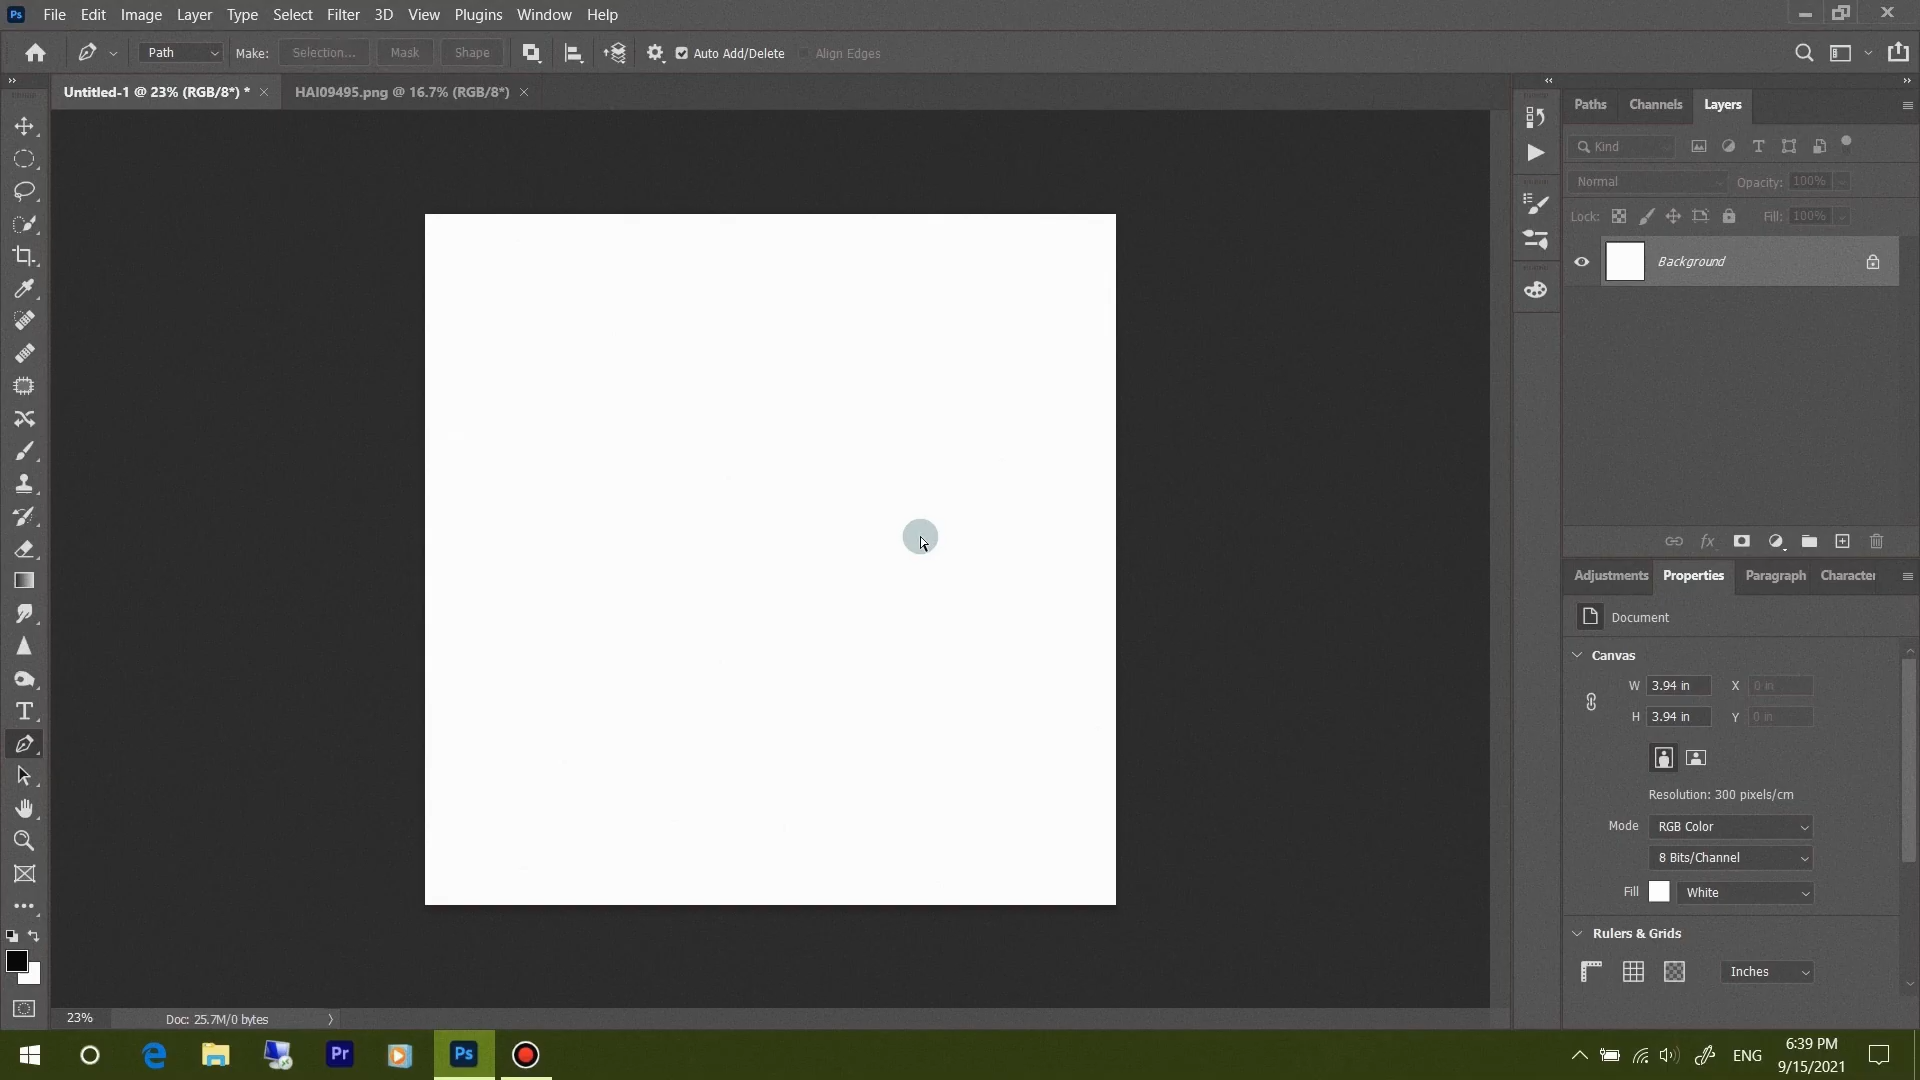 Ps File Edit Image Layer Type Select Filter 3D View Plugins Window Help
Path Make: Selection... Mask Shape Auto Add/Delete Align Edges
Untitled-1 @ 23% (RGB/8*) * HAI09495.png @ 16.7% (RGB/8*)
Paths Channels Layers
Kind
Normal Opacity: 100%
Lock: Fill: 100%
Background
Adjustments Properties Paragraph Character
Document
Canvas
W 3.94 in X 0 in
H 3.94 in Y 0 in
Resolution: 300 pixels/cm
Mode RGB Color
8 Bits/Channel
Fill White
Rulers & Grids
Inches
23% Doc: 25.7M/0 bytes
Pr Ps ENG 6:39 PM
9/15/2021